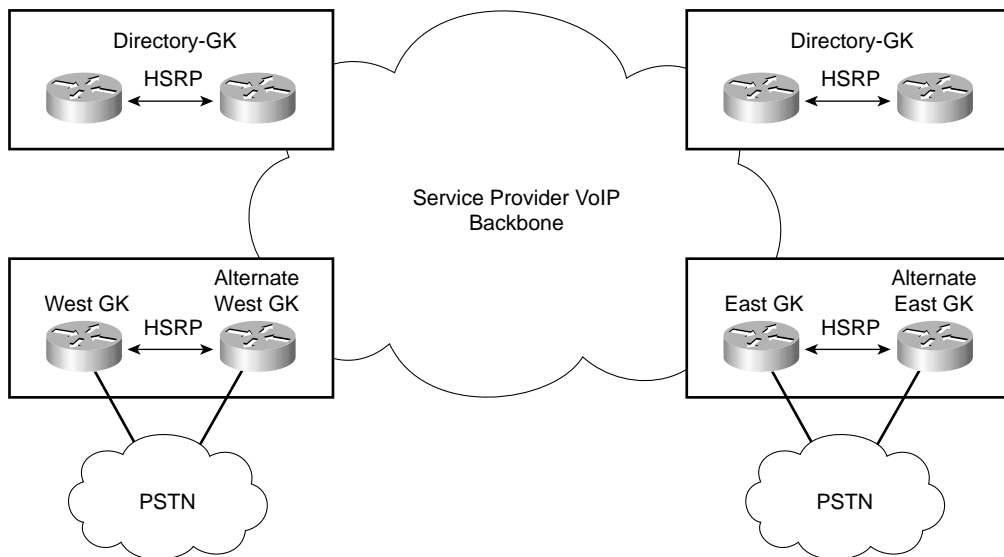 Directory-GK
HSRP
Directory-GK
HSRP
Service Provider VoIP
Backbone
West GK
Alternate
West GK
HSRP
East GK
Alternate
East GK
HSRP
PSTN
PSTN